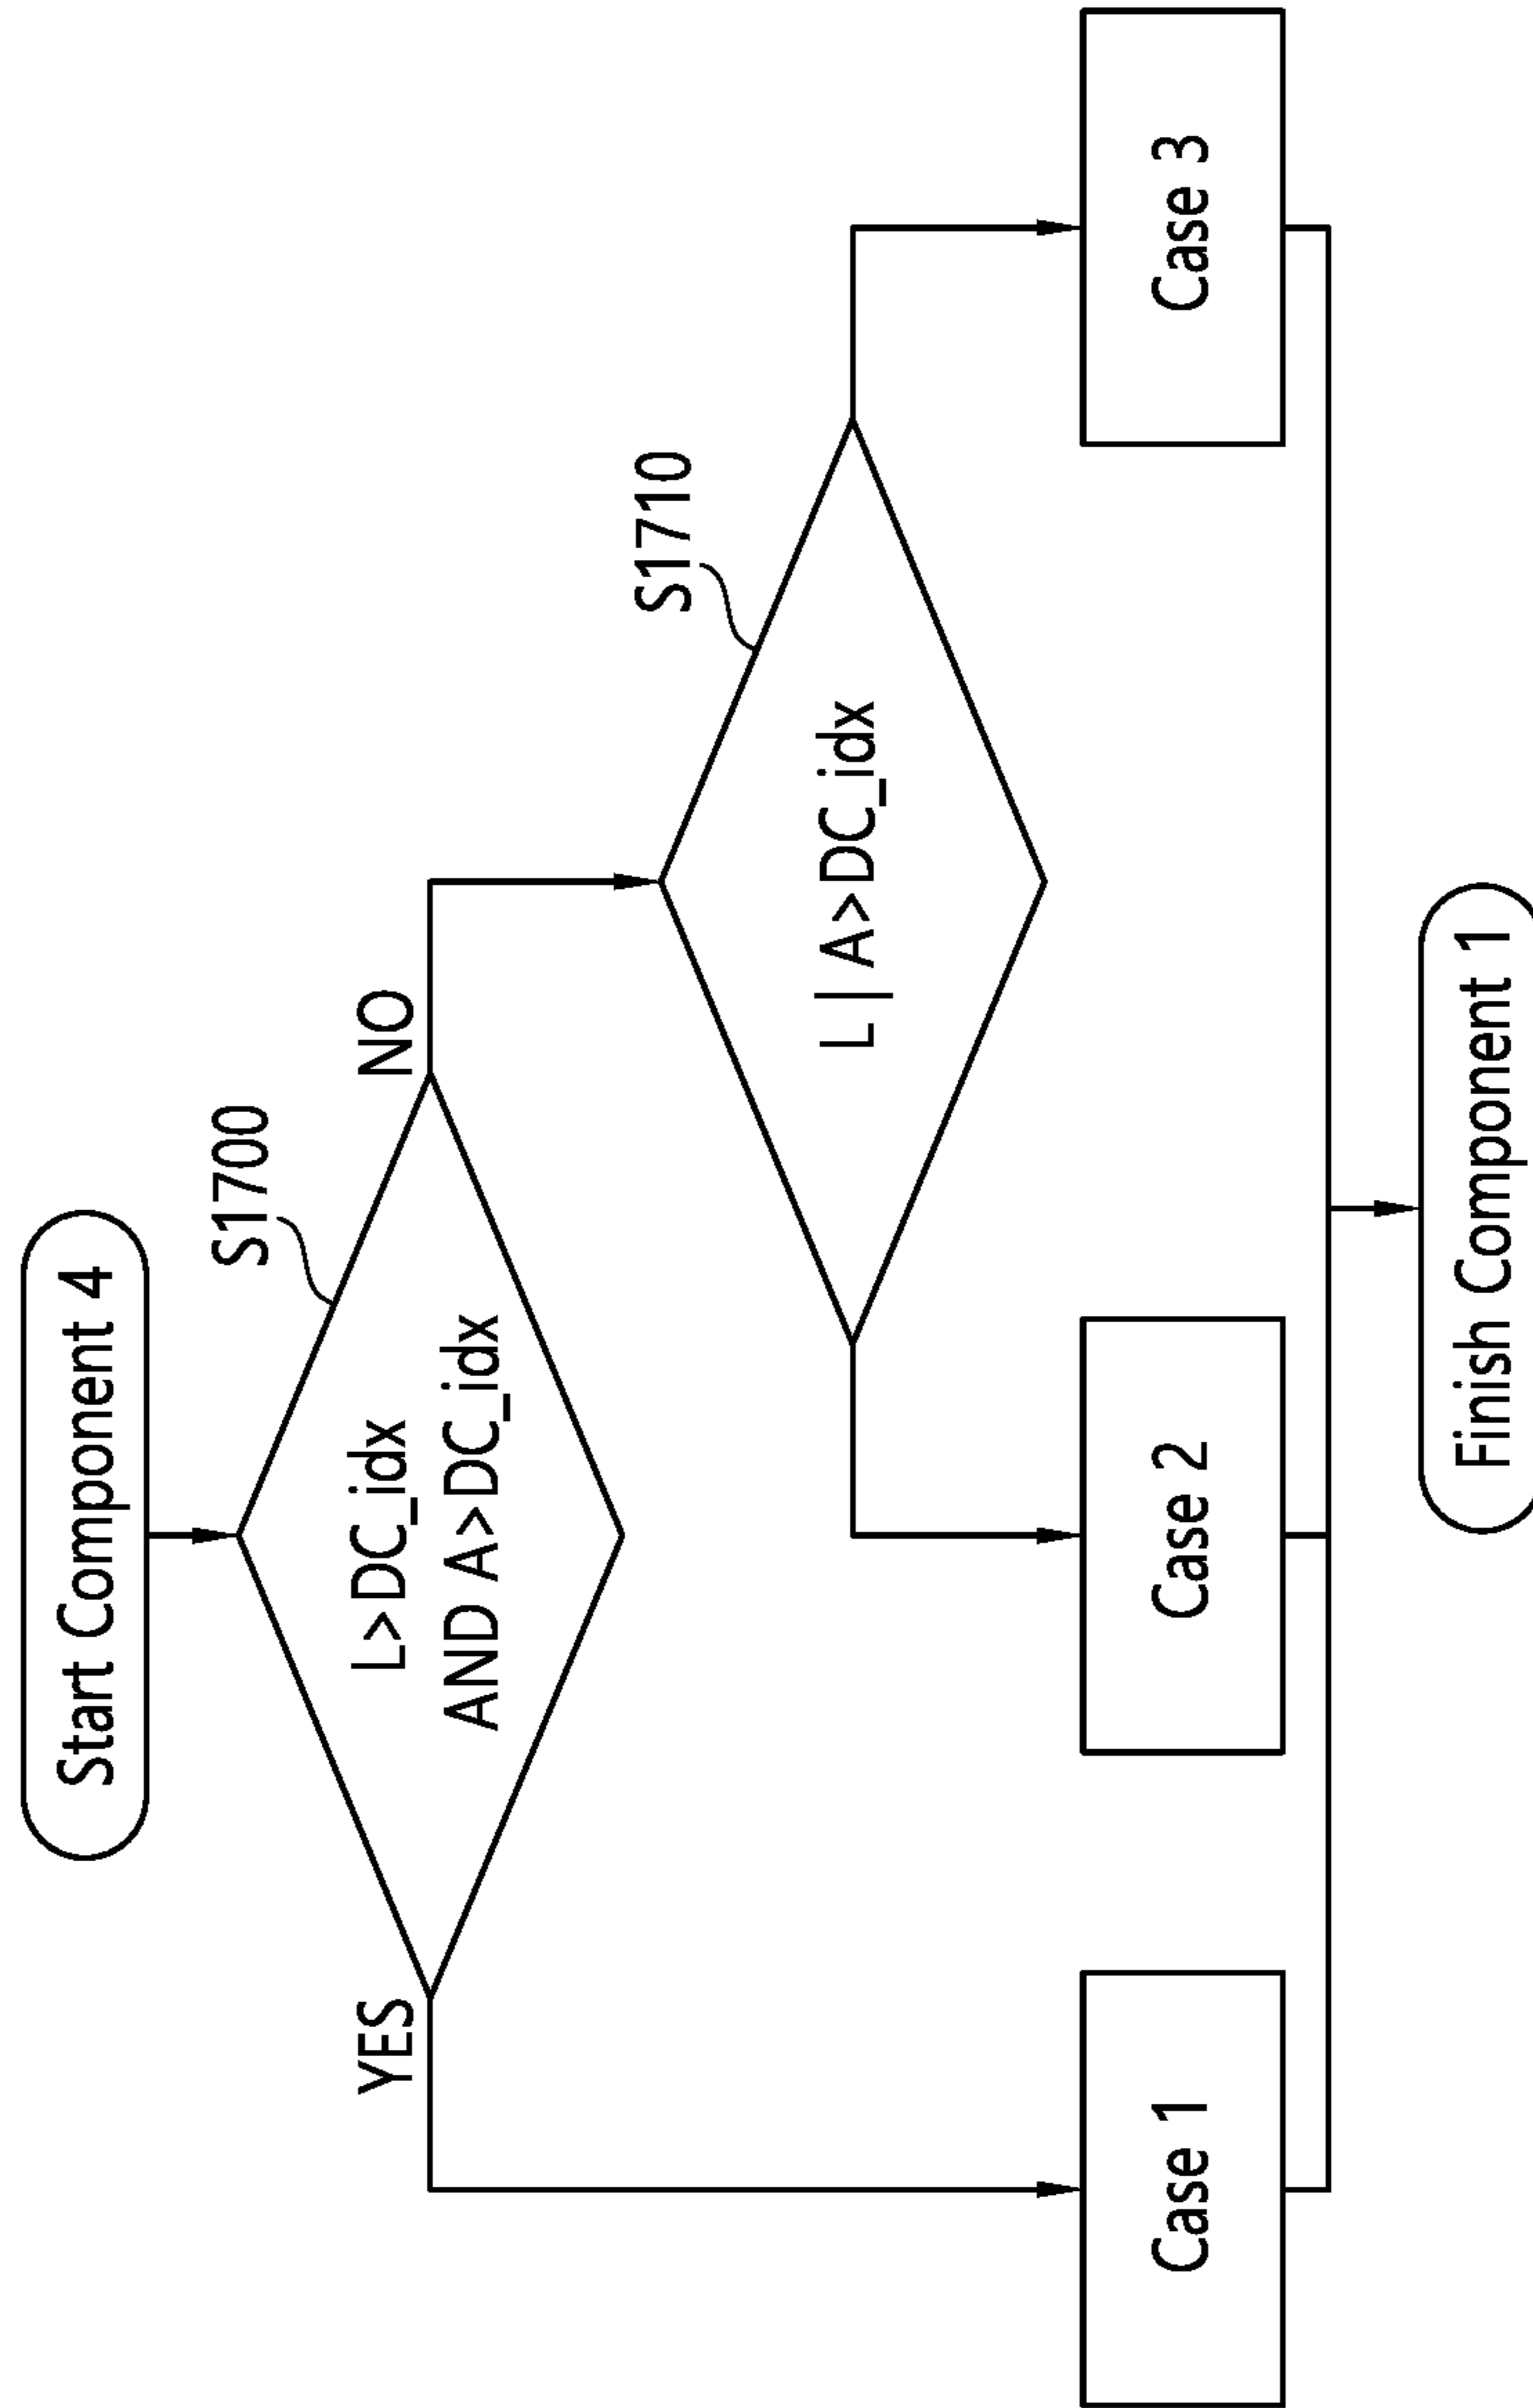 Start Component 4
S1700
L>DC_idx
AND A>DC_idx
YES
NO
S1710
L | A>DC_idx
Case 1
Case 2
Case 3
Finish Component 1